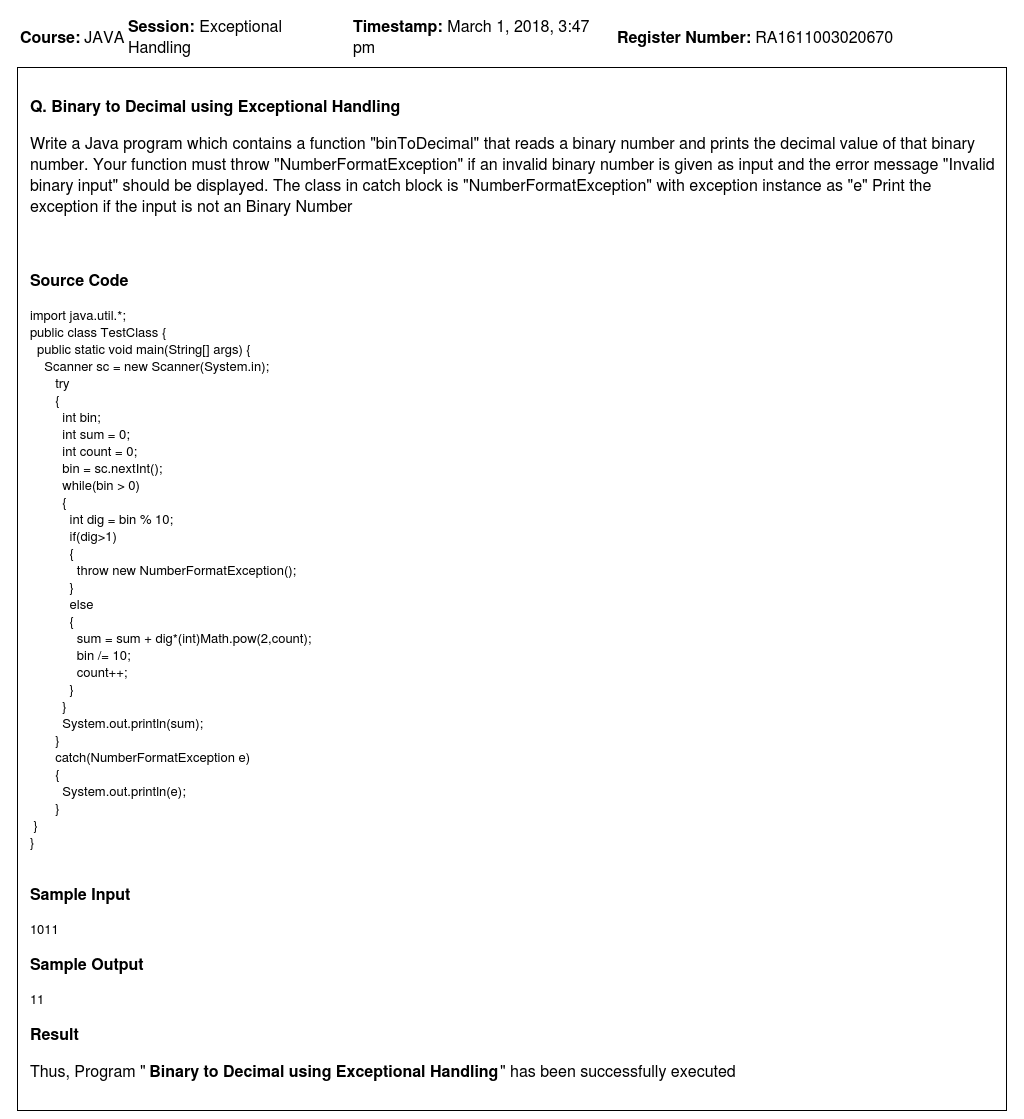 Course: JAVA Session: Exceptional Handling Timestamp: March 1, 2018, 3:47 pm Register Number: RA1611003020670
Q. Binary to Decimal using Exceptional Handling
Write a Java program which contains a function "binToDecimal" that reads a binary number and prints the decimal value of that binary
number. Your function must throw "NumberFormatException" if an invalid binary number is given as input and the error message "Invalid
binary input" should be displayed. The class in catch block is "NumberFormatException" with exception instance as "e" Print the
exception if the input is not an Binary Number
Source Code
import java.util.*;
public class TestClass {
  public static void main(String[] args) {
    Scanner sc = new Scanner(System.in);
       try
       {
         int bin;
         int sum = 0;
         int count = 0;
         bin = sc.nextInt();
         while(bin > 0)
         {
           int dig = bin % 10;
           if(dig>1)
           {
             throw new NumberFormatException();
           }
           else
           {
             sum = sum + dig*(int)Math.pow(2,count);
             bin /= 10;
             count++;
           }
         }
         System.out.println(sum);
       }
       catch(NumberFormatException e)
       {
         System.out.println(e);
       }
 }
}
Sample Input
1011
Sample Output
11
Result
Thus, Program " Binary to Decimal using Exceptional Handling" has been successfully executed